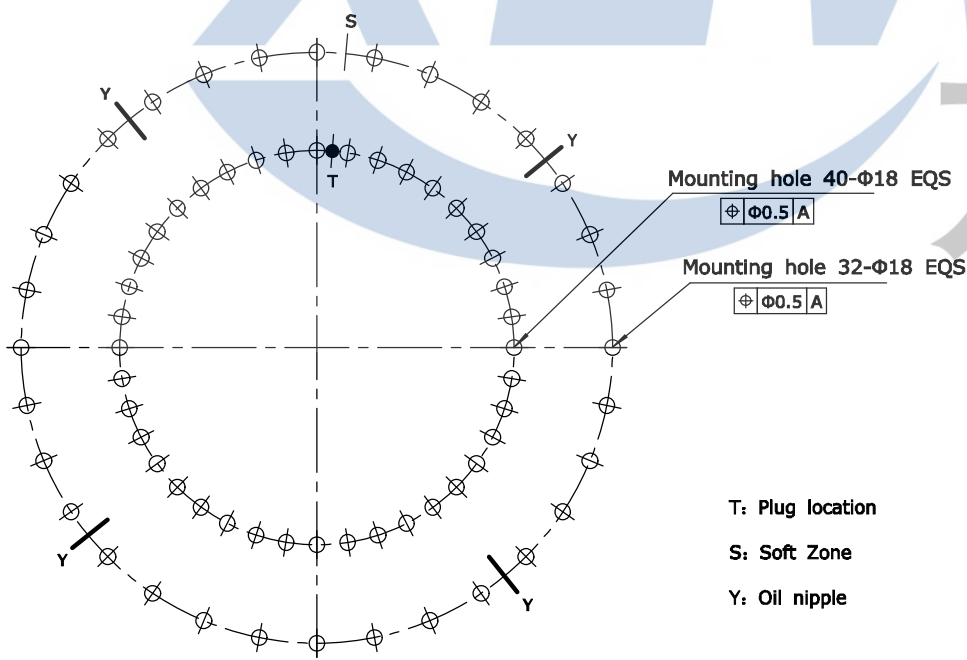 S
T
Y
Y
Mounting hole 40-Φ18 EQS
⌖ Φ0.5 A
Mounting hole 32-Φ18 EQS
⌖ Φ0.5 A
T: Plug location
S: Soft Zone
Y: Oil nipple
Y
Y